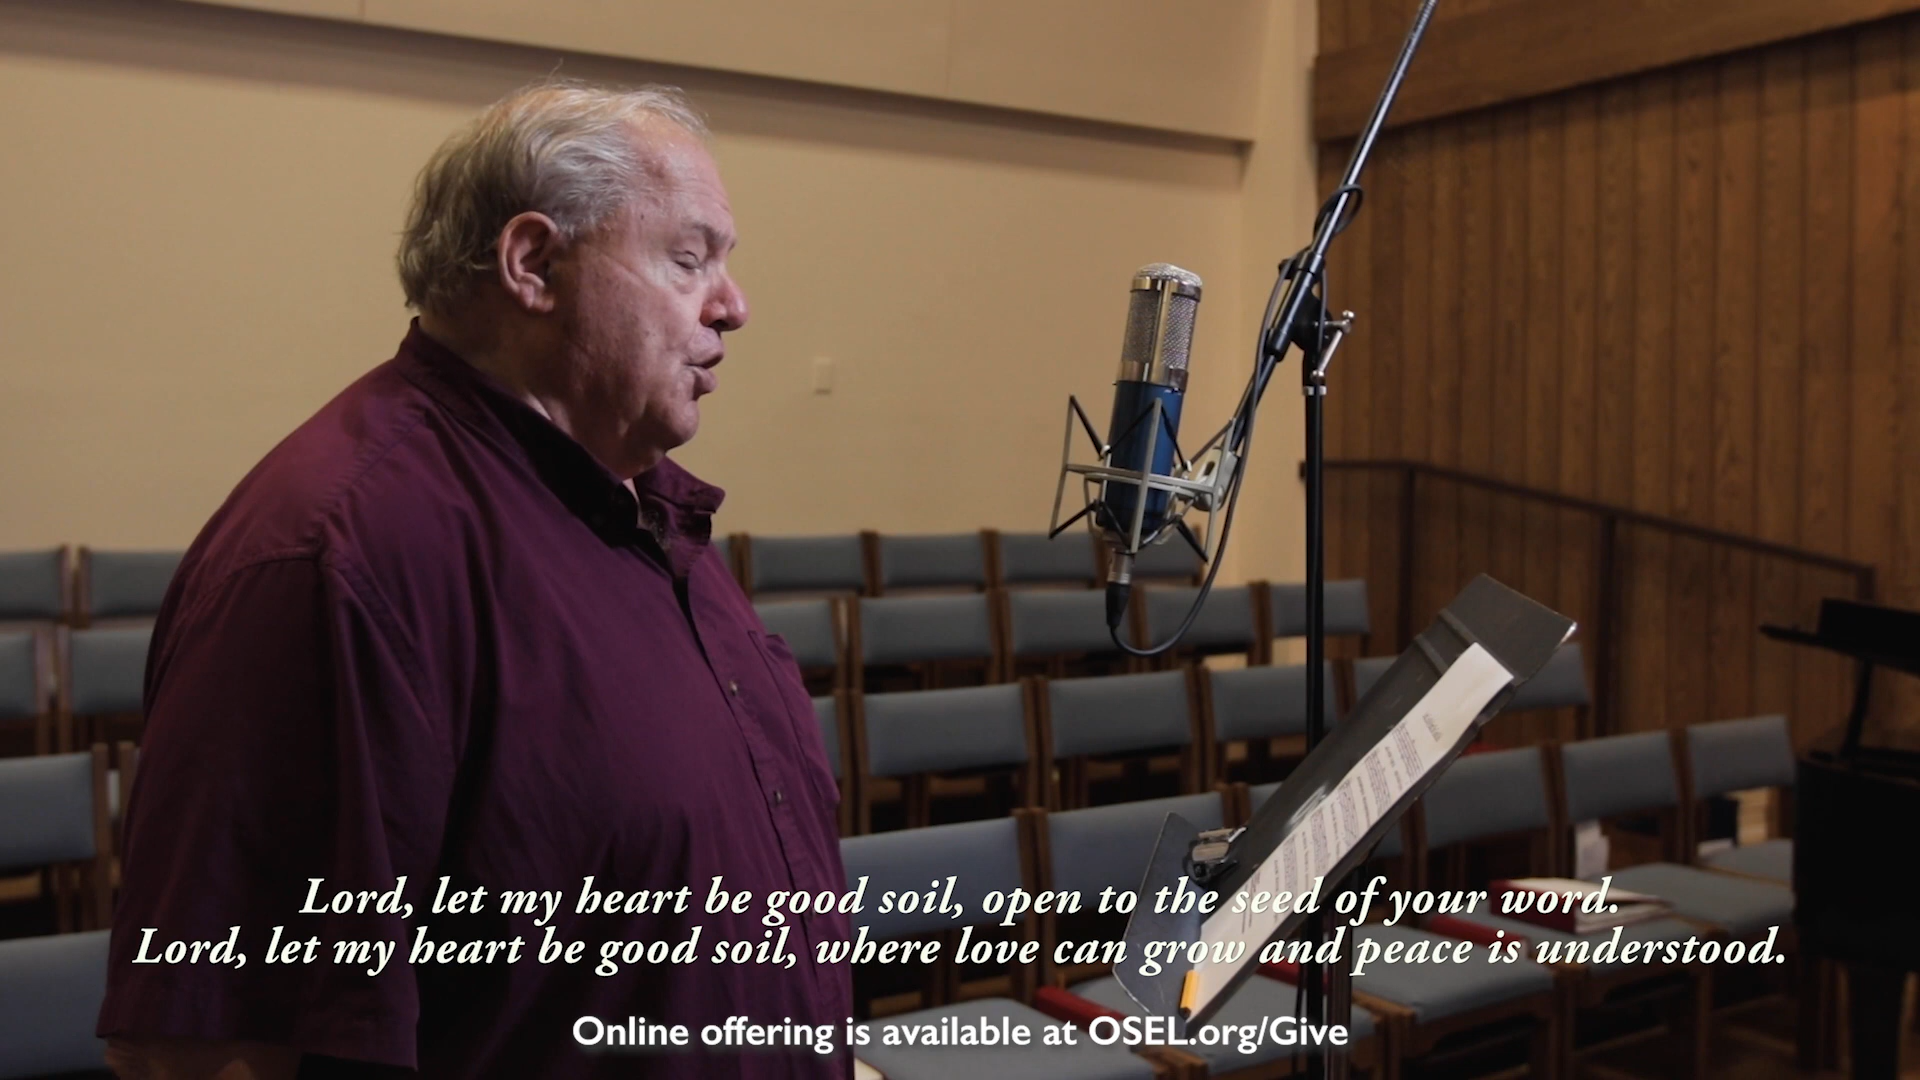 Lord, let my heart be good soil, open to the seed of your word.
Lord, let my heart be good soil, where love can grow and peace is understood.
Online offering is available at OSEL.org/Give